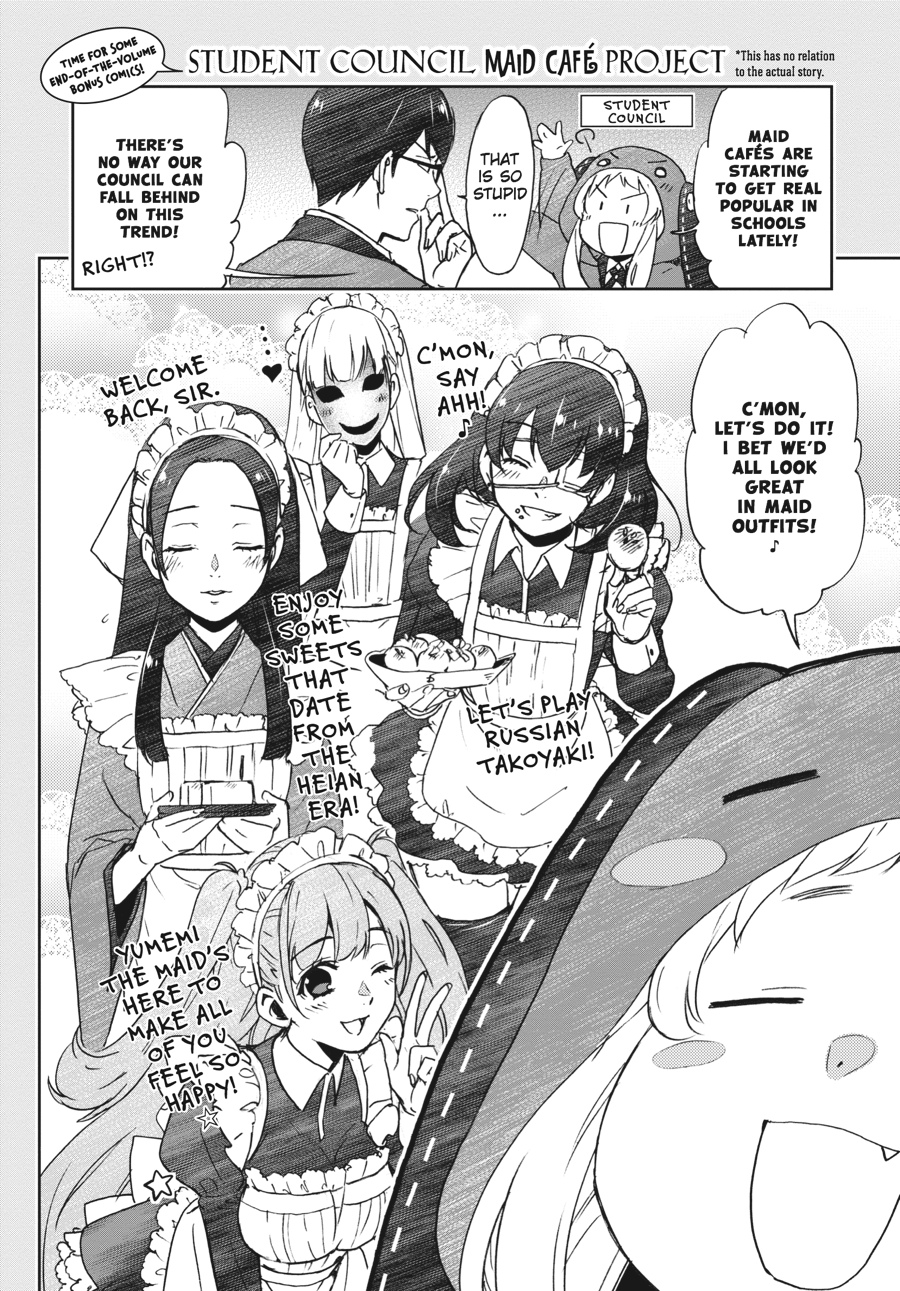 TIME FOR SOME
END-OF-THE-VOLUME
BONUS COMICS!
STUDENT COUNCIL MAID CAFÉ PROJECT
*This has no relation
to the actual story.
STUDENT
COUNCIL
MAID
CAFÉS ARE
STARTING
TO GET REAL
POPULAR IN
SCHOOLS
LATELY!
THAT
IS SO
STUPID
...
THERE'S
NO WAY OUR
COUNCIL CAN
FALL BEHIND
ON THIS
TREND!
RIGHT!?
C'MON,
LET'S DO IT!
I BET WE'D
ALL LOOK
GREAT
IN MAID
OUTFITS!
♪
C'MON,
SAY
AHH!
♪
LET'S PLAY
RUSSIAN
TAKOYAKI!
...♥
WELCOME
BACK, SIR.
ENJOY
SOME
SWEETS
THAT
DATE
FROM
THE
HEIAN
ERA!
YUMEMI
THE MAID'S
HERE TO
MAKE ALL
OF YOU
FEEL SO
HAPPY!
☆